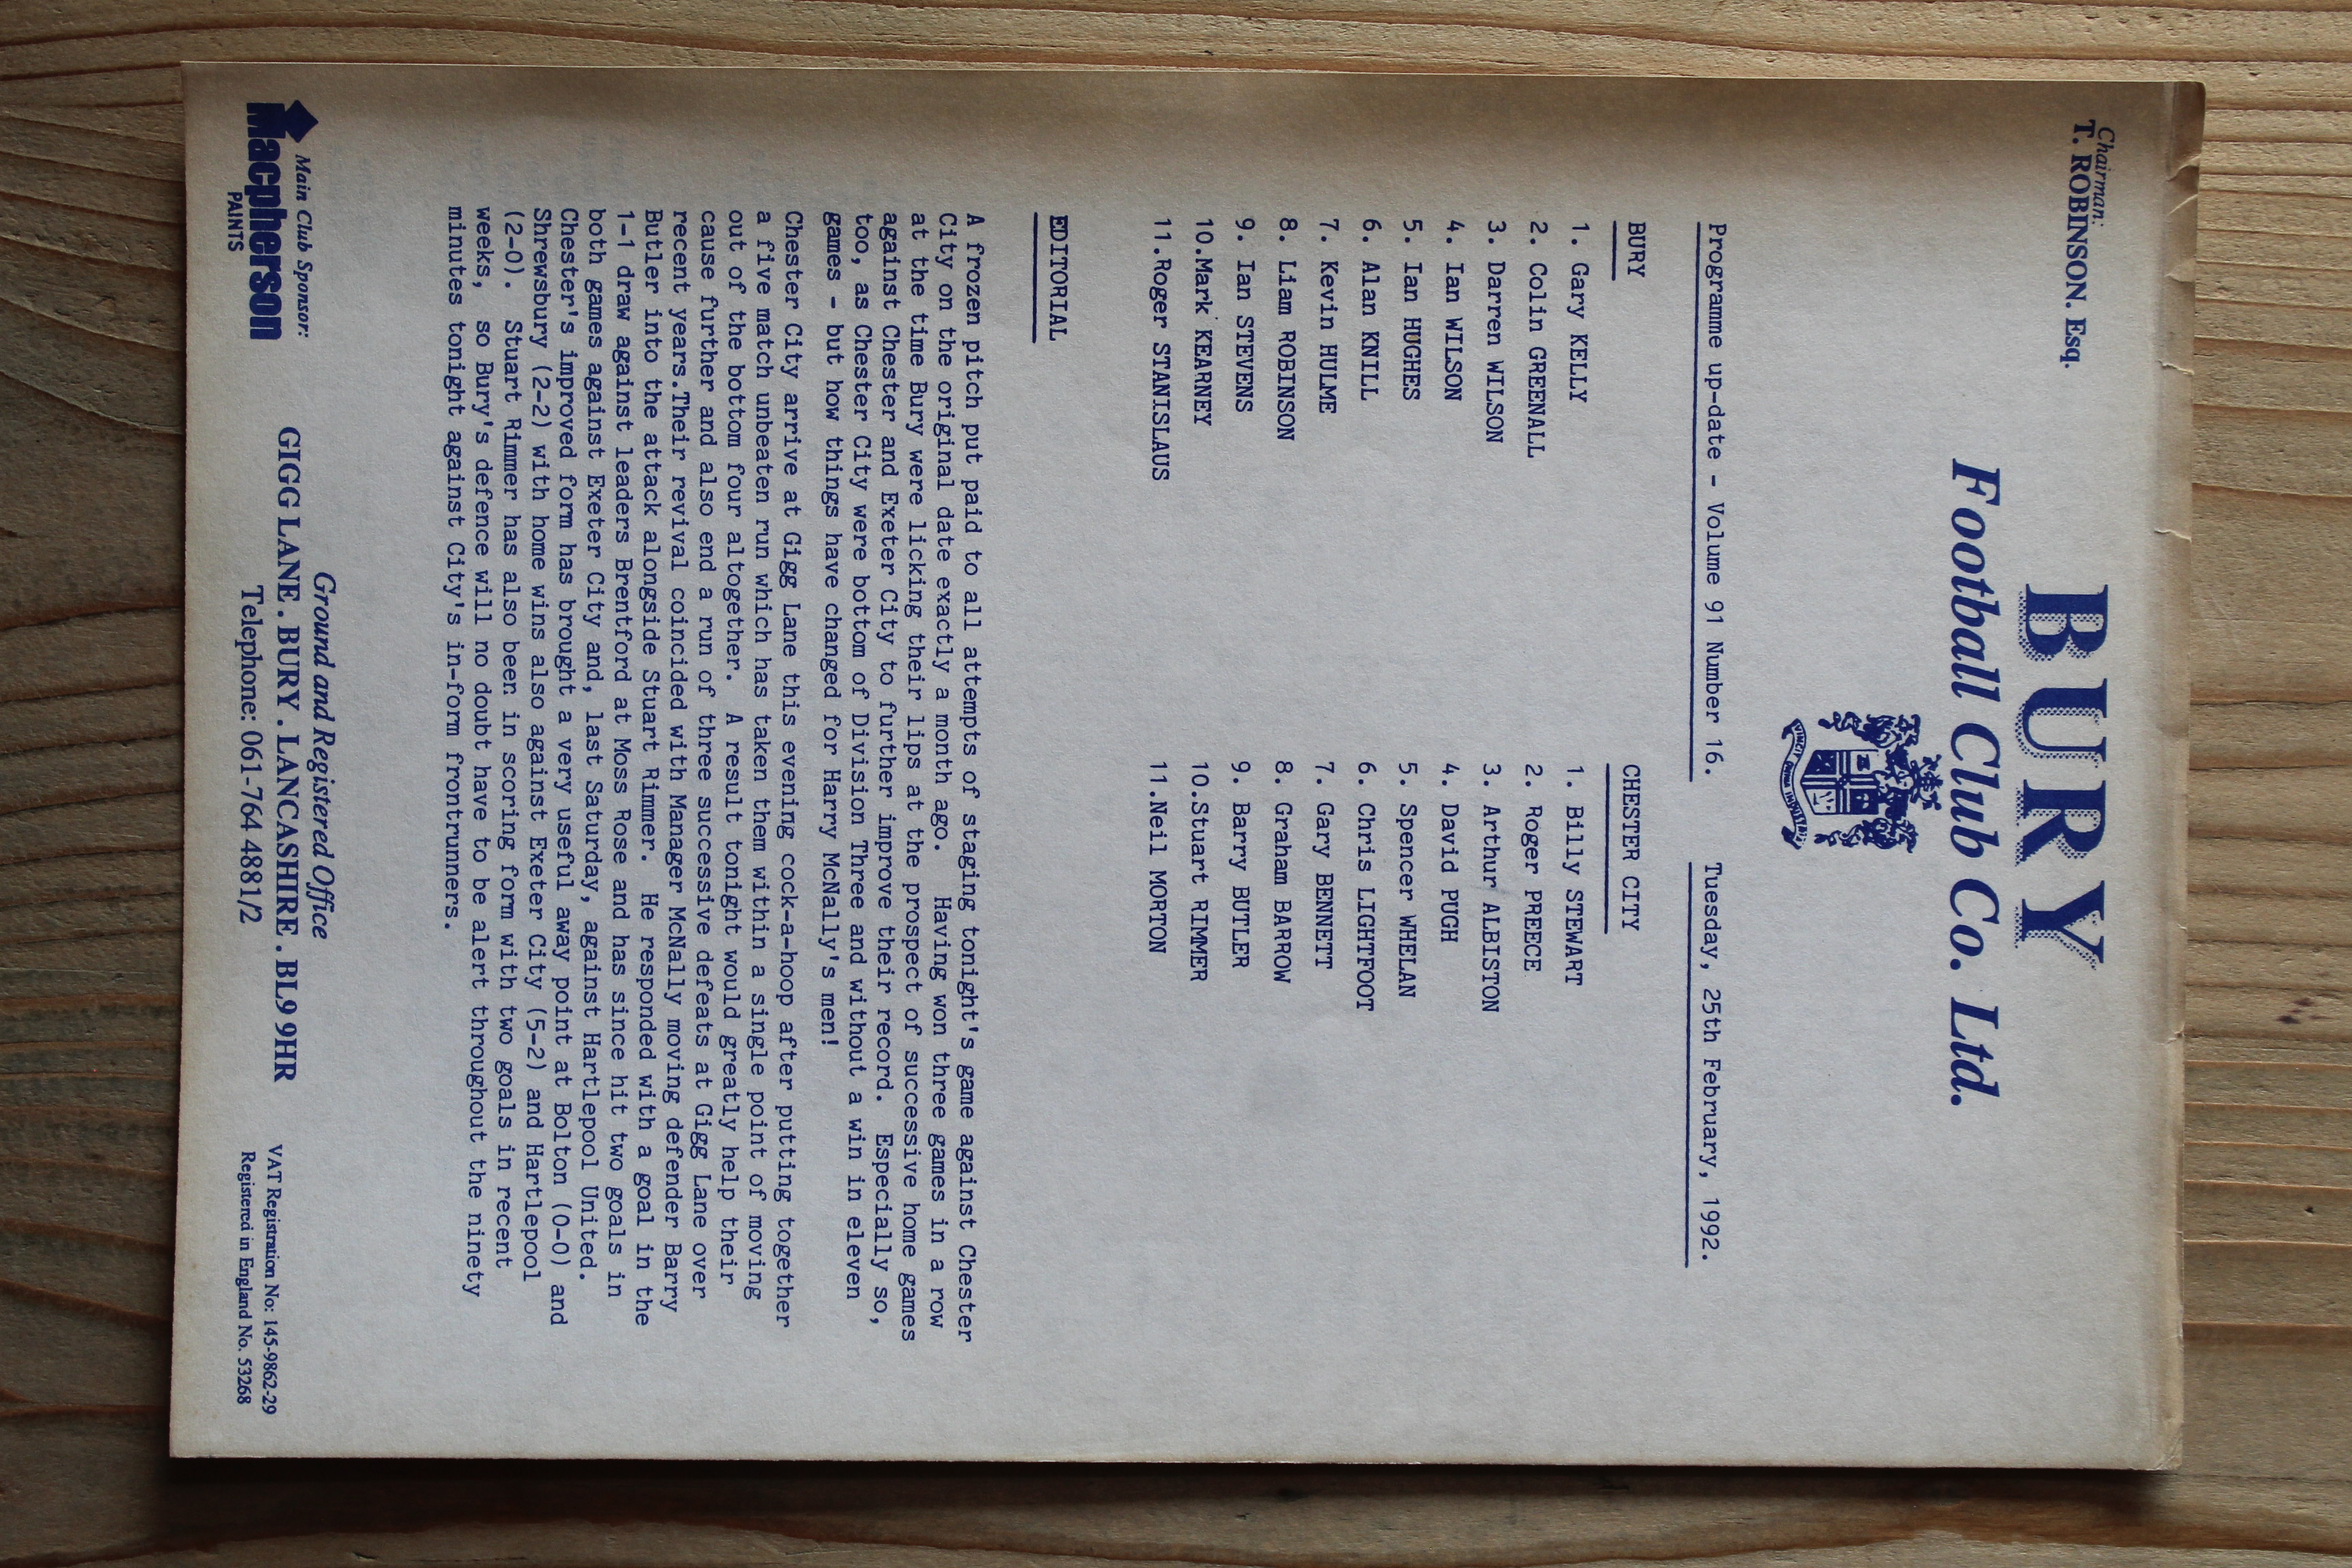 Chairman:
T. ROBINSON. Esq.
BURY
Football Club Co. Ltd.
Programme up-date - Volume 91 Number 16. Tuesday, 25th February, 1992.
BURY CHESTER CITY
1. Gary KELLY 1. Billy STEWART
2. Colin GREENALL 2. Roger PREECE
3. Darren WILSON 3. Arthur ALBISTON
4. Ian WILSON 4. David PUGH
5. Ian HUGHES 5. Spencer WHELAN
6. Alan KNILL 6. Chris LIGHTFOOT
7. Kevin HULME 7. Gary BENNETT
8. Liam ROBINSON 8. Graham BARROW
9. Ian STEVENS 9. Barry BUTLER
10.Mark KEARNEY 10.Stuart RIMMER
11.Roger STANISLAUS 11.Neil MORTON
EDITORIAL
A frozen pitch put paid to all attempts of staging tonight's game against Chester
City on the original date exactly a month ago. Having won three games in a row
at the time Bury were licking their lips at the prospect of successive home games
against Chester and Exeter City to further improve their record. Especially so,
too, as Chester City were bottom of Division Three and without a win in eleven
games - but how things have changed for Harry McNally's men!
Chester City arrive at Gigg Lane this evening cock-a-hoop after putting together
a five match unbeaten run which has taken them within a single point of moving
out of the bottom four altogether. A result tonight would greatly help their
cause further and also end a run of three successive defeats at Gigg Lane over
recent years.Their revival coincided with Manager McNally moving defender Barry
Butler into the attack alongside Stuart Rimmer. He responded with a goal in the
1-1 draw against leaders Brentford at Moss Rose and has since hit two goals in
both games against Exeter City and, last Saturday, against Hartlepool United.
Chester's improved form has brought a very useful away point at Bolton (0-0) and
Shrewsbury (2-2) with home wins also against Exeter City (5-2) and Hartlepool
(2-0). Stuart Rimmer has also been in scoring form with two goals in recent
weeks, so Bury's defence will no doubt have to be alert throughout the ninety
minutes tonight against City's in-form frontrunners.
Main Club Sponsor:
Macpherson
PAINTS
Ground and Registered Office
GIGG LANE . BURY . LANCASHIRE . BL9 9HR
Telephone: 061-764 4881/2
VAT Registration No: 145-9862-29
Registered in England No. 53268